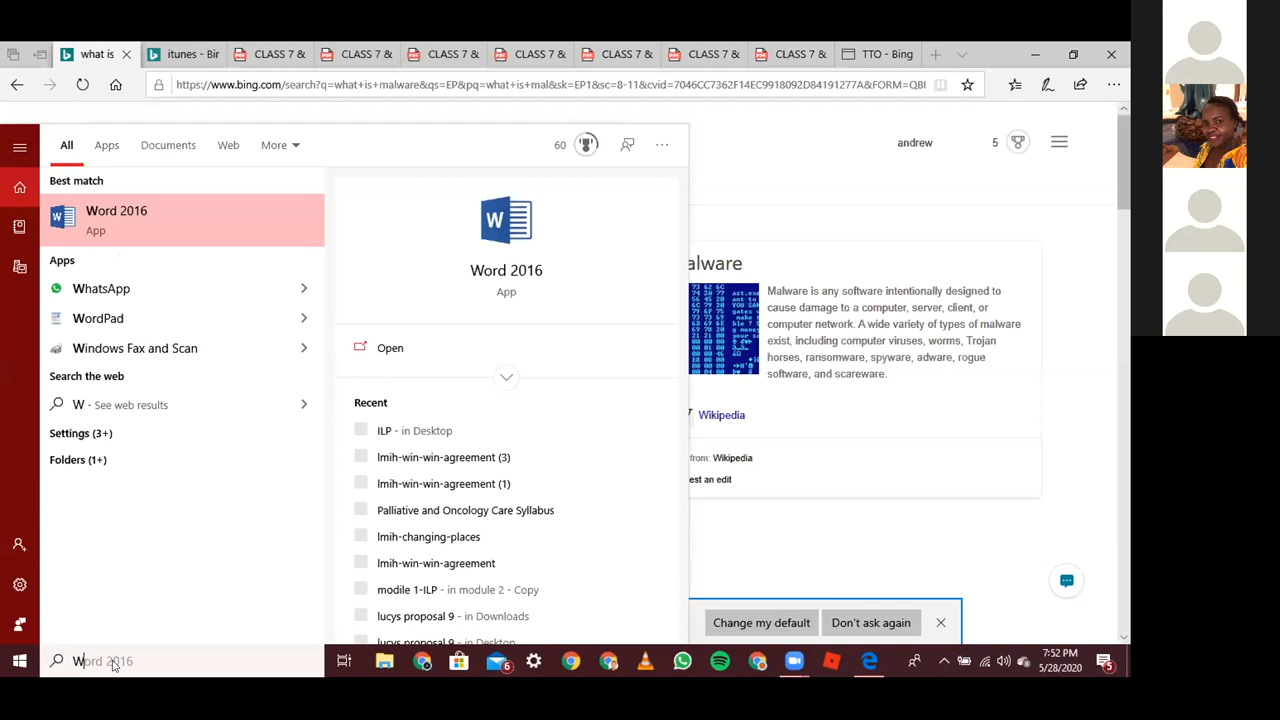 what is
itunes - Bir
CLASS 7 &
CLASS 7 &
CLASS 7 &
CLASS 7 &
CLASS 7 &
CLASS 7 &
CLASS 7 &
TTO - Bing
https://www.bing.com/search?q=what+is+malware&qs=EP&pq=what+is+mal&sk=EP1&sc=8-11&cvid=7046CC7362F14EC9918092D84191277A&FORM=QBI
All
Apps
Documents
Web
More
60
andrew
5
Best match
Word 2016
App
Apps
WhatsApp
WordPad
Windows Fax and Scan
Search the web
W - See web results
Settings (3+)
Folders (1+)
W
Word 2016
App
Open
Recent
ILP - in Desktop
lmih-win-win-agreement (3)
lmih-win-win-agreement (1)
Palliative and Oncology Care Syllabus
lmih-changing-places
lmih-win-win-agreement
modile 1-ILP - in module 2 - Copy
lucys proposal 9 - in Downloads
lucys proposal 9 - in Desktop
alware
Malware is any software intentionally designed to
cause damage to a computer, server, client, or
computer network. A wide variety of types of malware
exist, including computer viruses, worms, Trojan
horses, ransomware, spyware, adware, rogue
software, and scareware.
Wikipedia
from: Wikipedia
est an edit
Change my default
Don't ask again
Word 2016
6
7:52 PM
5/28/2020
5